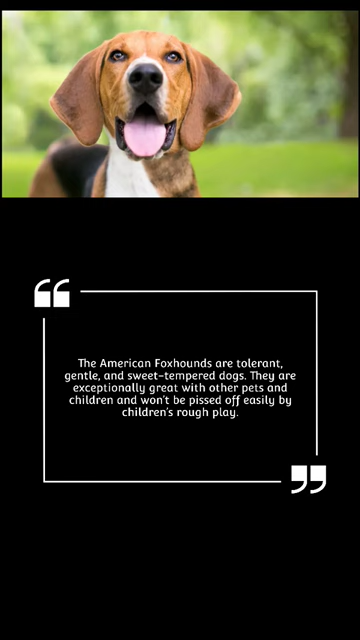 The American Foxhounds are tolerant,
gentle, and sweet-tempered dogs. They are
exceptionally great with other pets and
children and won't be pissed off easily by
children's rough play.